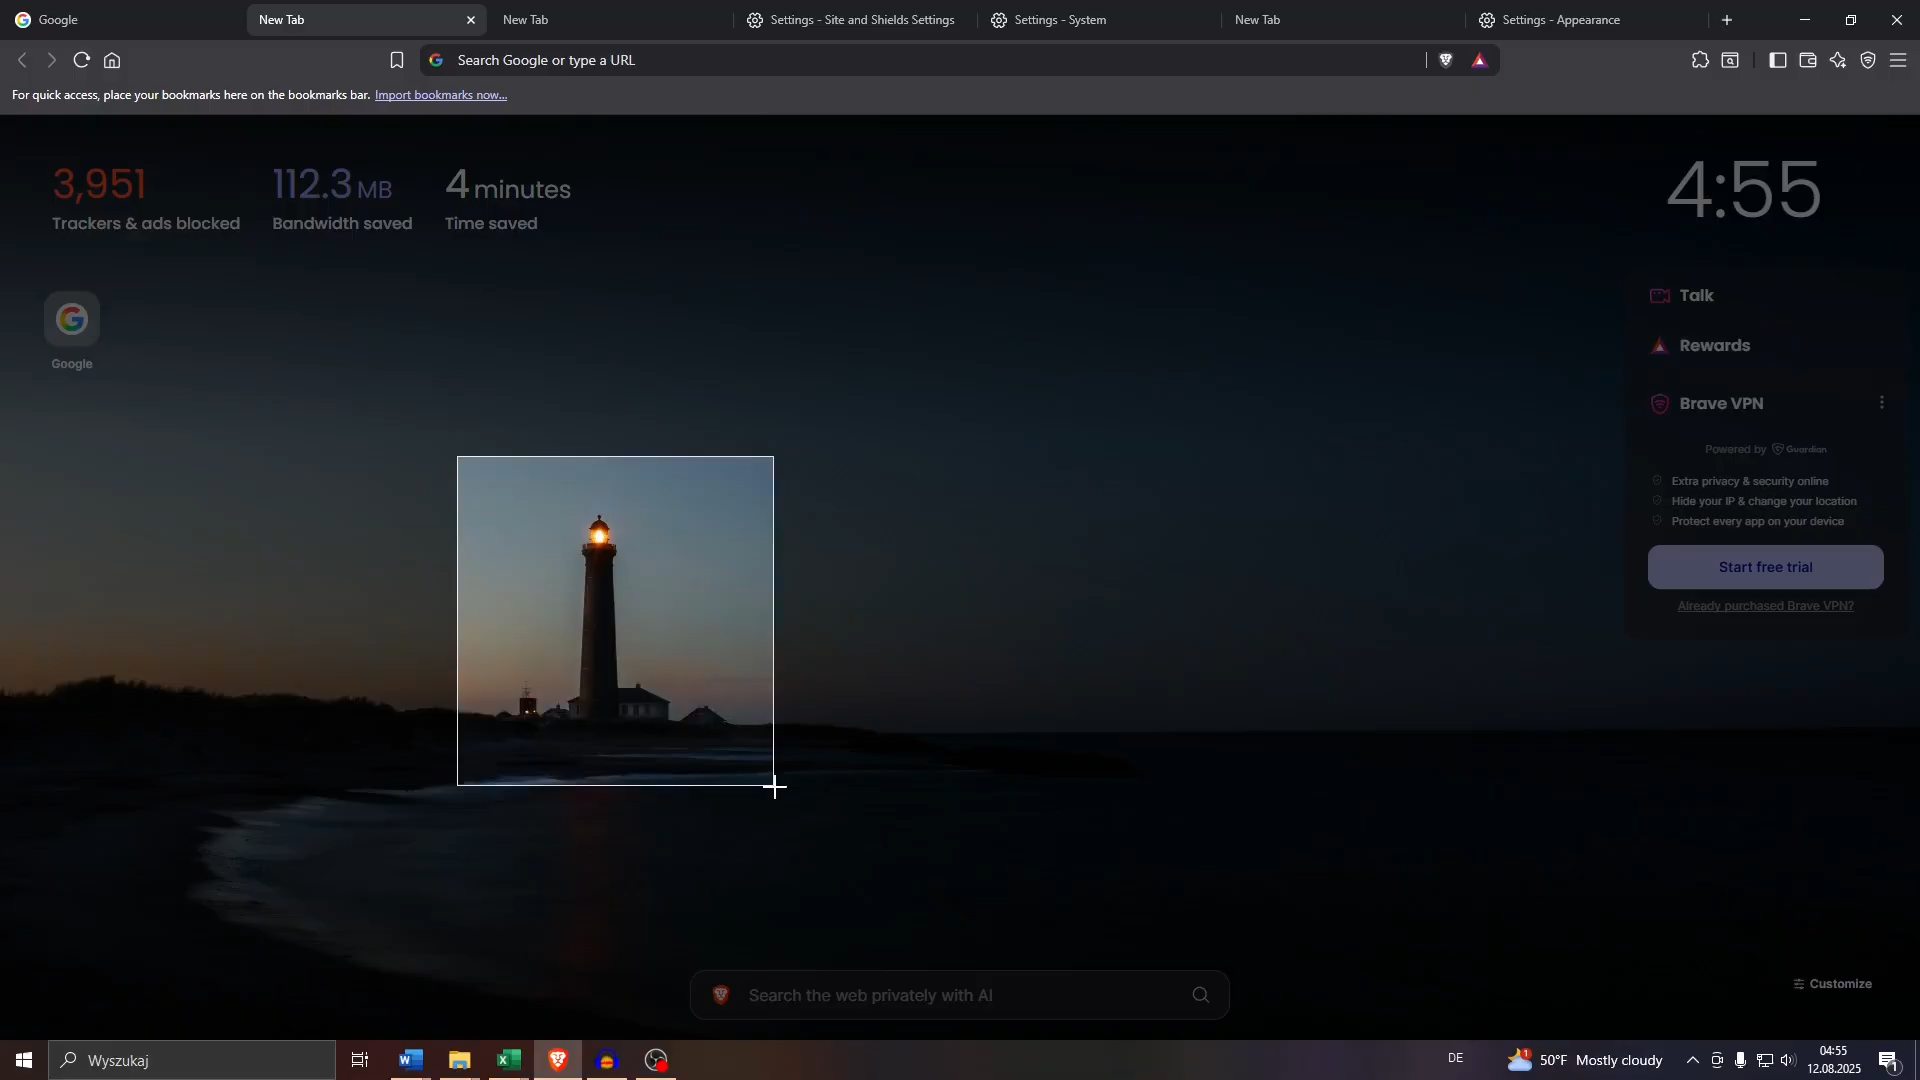 Google
New Tab
New Tab
Settings - Site and Shields Settings
Settings - System
New Tab
Settings - Appearance
Search Google or type a URL
For quick access, place your bookmarks here on the bookmarks bar. Import bookmarks now...
3,951
Trackers & ads blocked
112.3 MB
Bandwidth saved
4 minutes
Time saved
4:55
Google
Talk
Rewards
Brave VPN
Powered by Guardian
Extra privacy & security online
Hide your IP & change your location
Protect every app on your device
Start free trial
Already purchased Brave VPN?
Search the web privately with AI
Customize
Wyszukaj
DE
50°F Mostly cloudy
04:55
12.08.2025
1